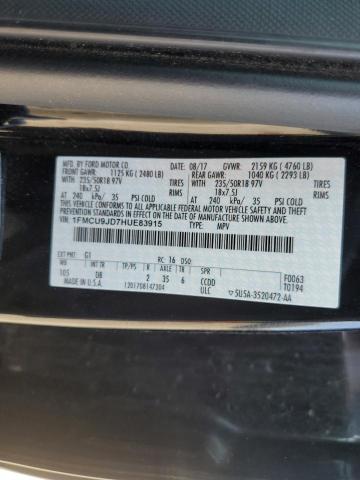 MFD. BY FORD MOTOR CO.
DATE: 08/17 GVWR: 2159 KG (4760 LB)
FRONT GAWR: 1125 KG (2480 LB) REAR GAWR: 1040 KG (2293 LB)
235/50R18 97V TIRES 235/50R18 97V TIRES
18x7.5J RIMS 18x7.5J RIMS
AT 240 kPa/ 35 PSI COLD AT 240 kPa/ 35 PSI COLD
THIS VEHICLE CONFORMS TO ALL APPLICABLE FEDERAL MOTOR VEHICLE
SAFETY, BUMPER, AND THEFT PREVENTION STANDARDS IN EFFECT
ON THE DATE OF MANUFACTURE SHOWN ABOVE.
VIN: 1FMCU9JD7HUE83915
TYPE: MPV
EXT PNT: G1 RC: 16 DSO:
WB INT TR TP/PS R AXLE TR SPR
105 DB 2 35 6 CCDD F0063
MADE IN U.S.A. 1201708147304 ULC T0194
5U5A-3520472-AA